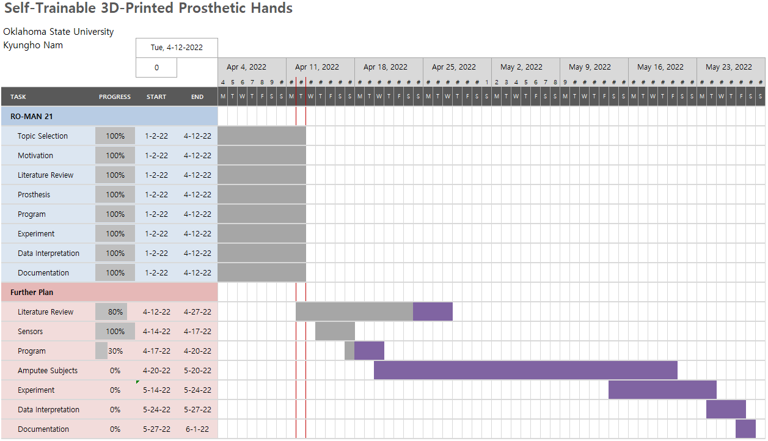 Self-Trainable 3D-Printed Prosthetic Hands
Oklahoma State University
Kyungho Nam
Tue, 4-12-2022
0
Apr 4, 2022 Apr 11, 2022 Apr 18, 2022 Apr 25, 2022 May 2, 2022 May 9, 2022 May 16, 2022 May 23, 2022
4 5 6 7 8 9 # # # # # # # # # # # # # # # # # # # # # 1 2 3 4 5 6 7 8 9 # # # # # # # # # # # # # # # # # # # #
TASK PROGRESS START END M T W T F S S M T W T F S S M T W T F S S M T W T F S S M T W T F S S M T W T F S S M T W T F S S M T W T F S S
RO-MAN 21
Topic Selection 100% 1-2-22 4-12-22
Motivation 100% 1-2-22 4-12-22
Literature Review 100% 1-2-22 4-12-22
Prosthesis 100% 1-2-22 4-12-22
Program 100% 1-2-22 4-12-22
Experiment 100% 1-2-22 4-12-22
Data Interpretation 100% 1-2-22 4-12-22
Documentation 100% 1-2-22 4-12-22
Further Plan
Literature Review 80% 4-12-22 4-27-22
Sensors 100% 4-14-22 4-17-22
Program 30% 4-17-22 4-20-22
Amputee Subjects 0% 4-20-22 5-20-22
Experiment 0% 5-14-22 5-24-22
Data Interpretation 0% 5-24-22 5-27-22
Documentation 0% 5-27-22 6-1-22